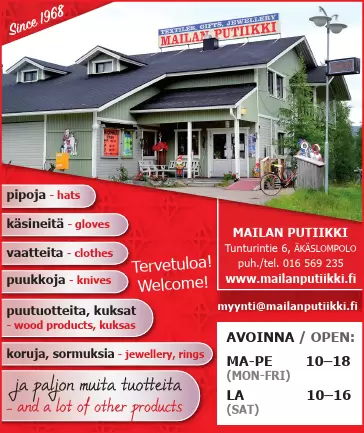 Since 1968
TEXTILES, GIFTS, JEWELLERY
MAILAN PUTIIKKI
pipoja - hats
käsineitä - gloves
vaatteita - clothes
puukkoja - knives
puutuotteita, kuksat
- wood products, kuksas
koruja, sormuksia - jewellery, rings
ja paljon muita tuotteita
- and a lot of other products
Tervetuloa!
Welcome!
MAILAN PUTIIKKI
Tunturintie 6, ÄKÄSLOMPOLO
puh./tel. 016 569 235
www.mailanputiikki.fi
myynti@mailanputiikki.fi
AVOINNA / OPEN:
MA-PE 10–18
(MON-FRI)
LA 10–16
(SAT)